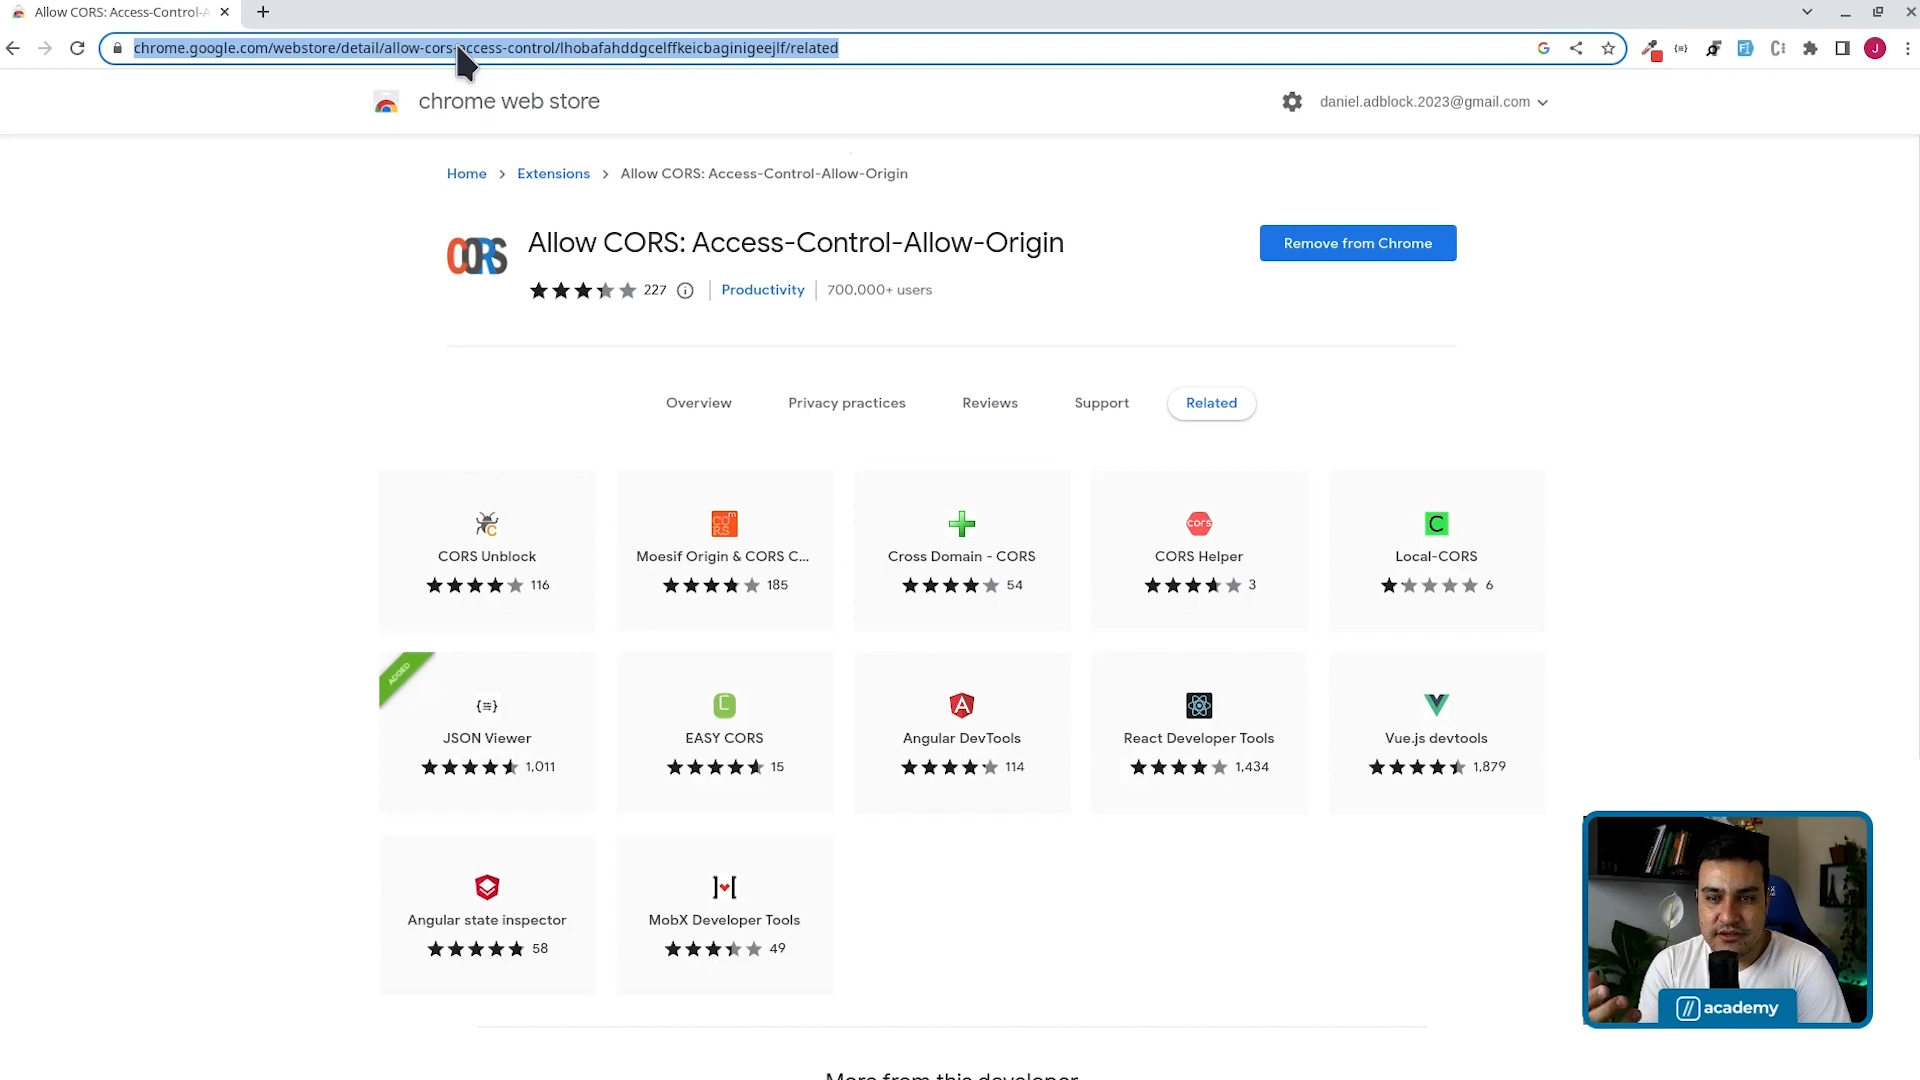 Allow CORS: Access-Control-A
chrome.google.com/webstore/detail/allow-cors-access-control/lhobafahddgcelffkeicbaginigeejlf/related
J
chrome web store
daniel.adblock.2023@gmail.com
Home > Extensions > Allow CORS: Access-Control-Allow-Origin
CORS
Allow CORS: Access-Control-Allow-Origin
Remove from Chrome
227 | Productivity | 700,000+ users
Overview Privacy practices Reviews Support Related
CORS Unblock Moesif Origin & CORS C... Cross Domain - CORS CORS Helper Local-CORS
116 185 54 3 6
ADDED
JSON Viewer EASY CORS Angular DevTools React Developer Tools Vue.js devtools
1,011 15 114 1,434 1,879
Angular state inspector MobX Developer Tools
58 49
// academy
More from this developer